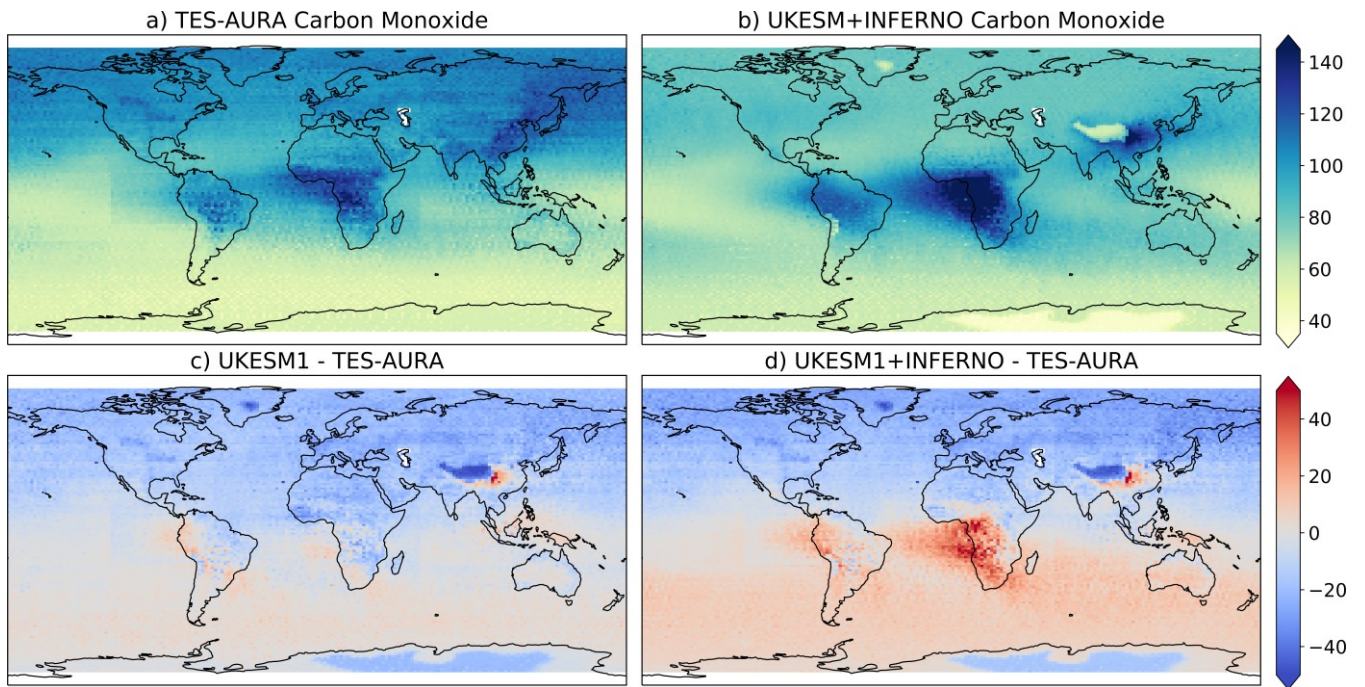 a) TES-AURA Carbon Monoxide
b) UKESM+INFERNO Carbon Monoxide
140
120
100
80
60
40
c) UKESM1 - TES-AURA
d) UKESM1+INFERNO - TES-AURA
40
20
0
−20
−40